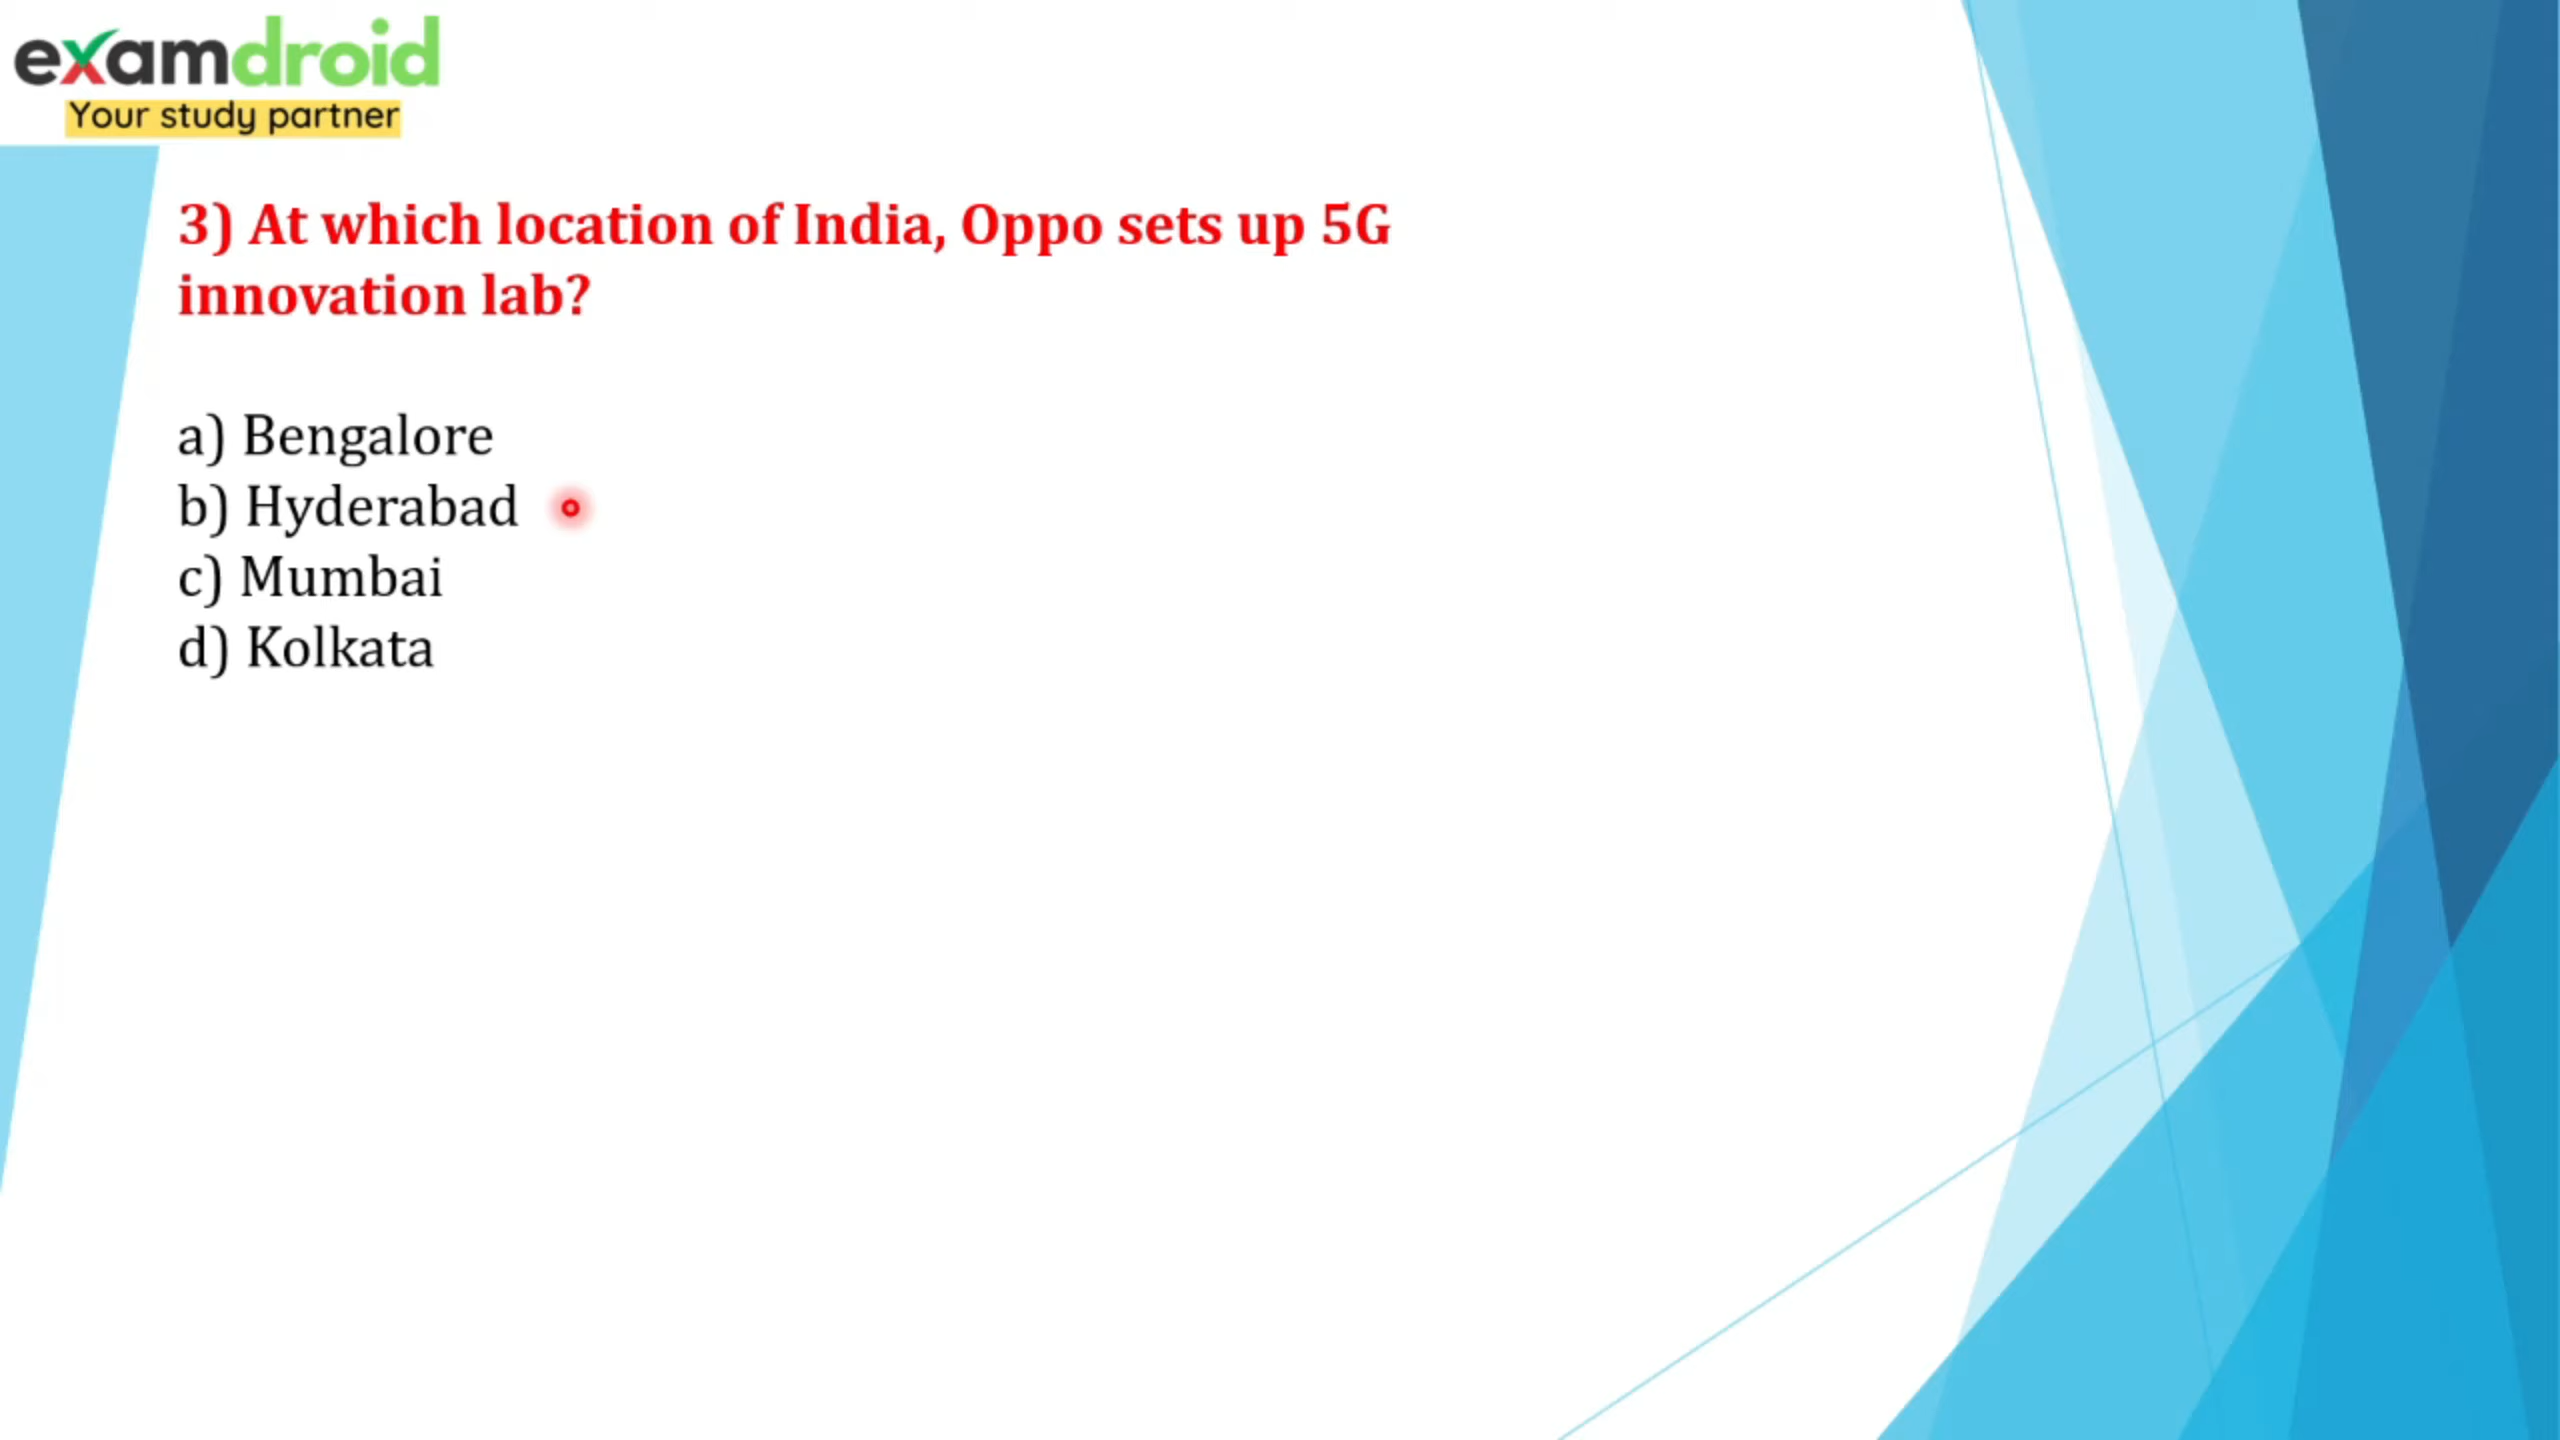 examdroid
Your study partner
3) At which location of India, Oppo sets up 5G
innovation lab?
a) Bengalore
b) Hyderabad
c) Mumbai
d) Kolkata